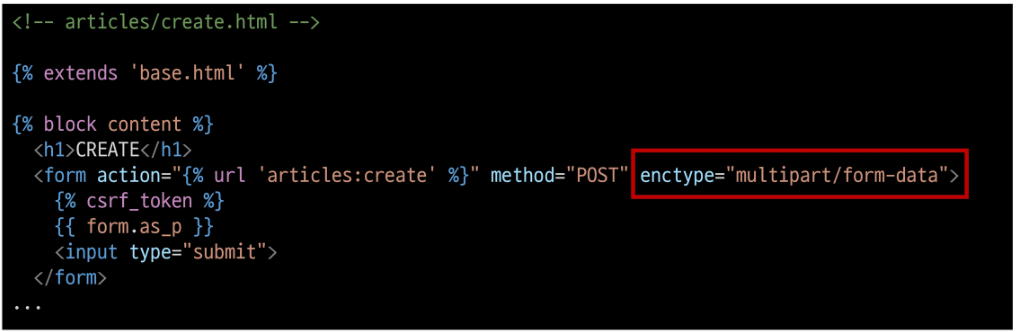 <!-- articles/create.html -->
{% extends 'base.html' %}
{% block content %}
<h1>CREATE</h1>
<form action="{% url 'articles:create' %}" method="POST" enctype="multipart/form-data">
{% csrf_token %}
{{ form.as_p }}
<input type="submit">
</form>
...